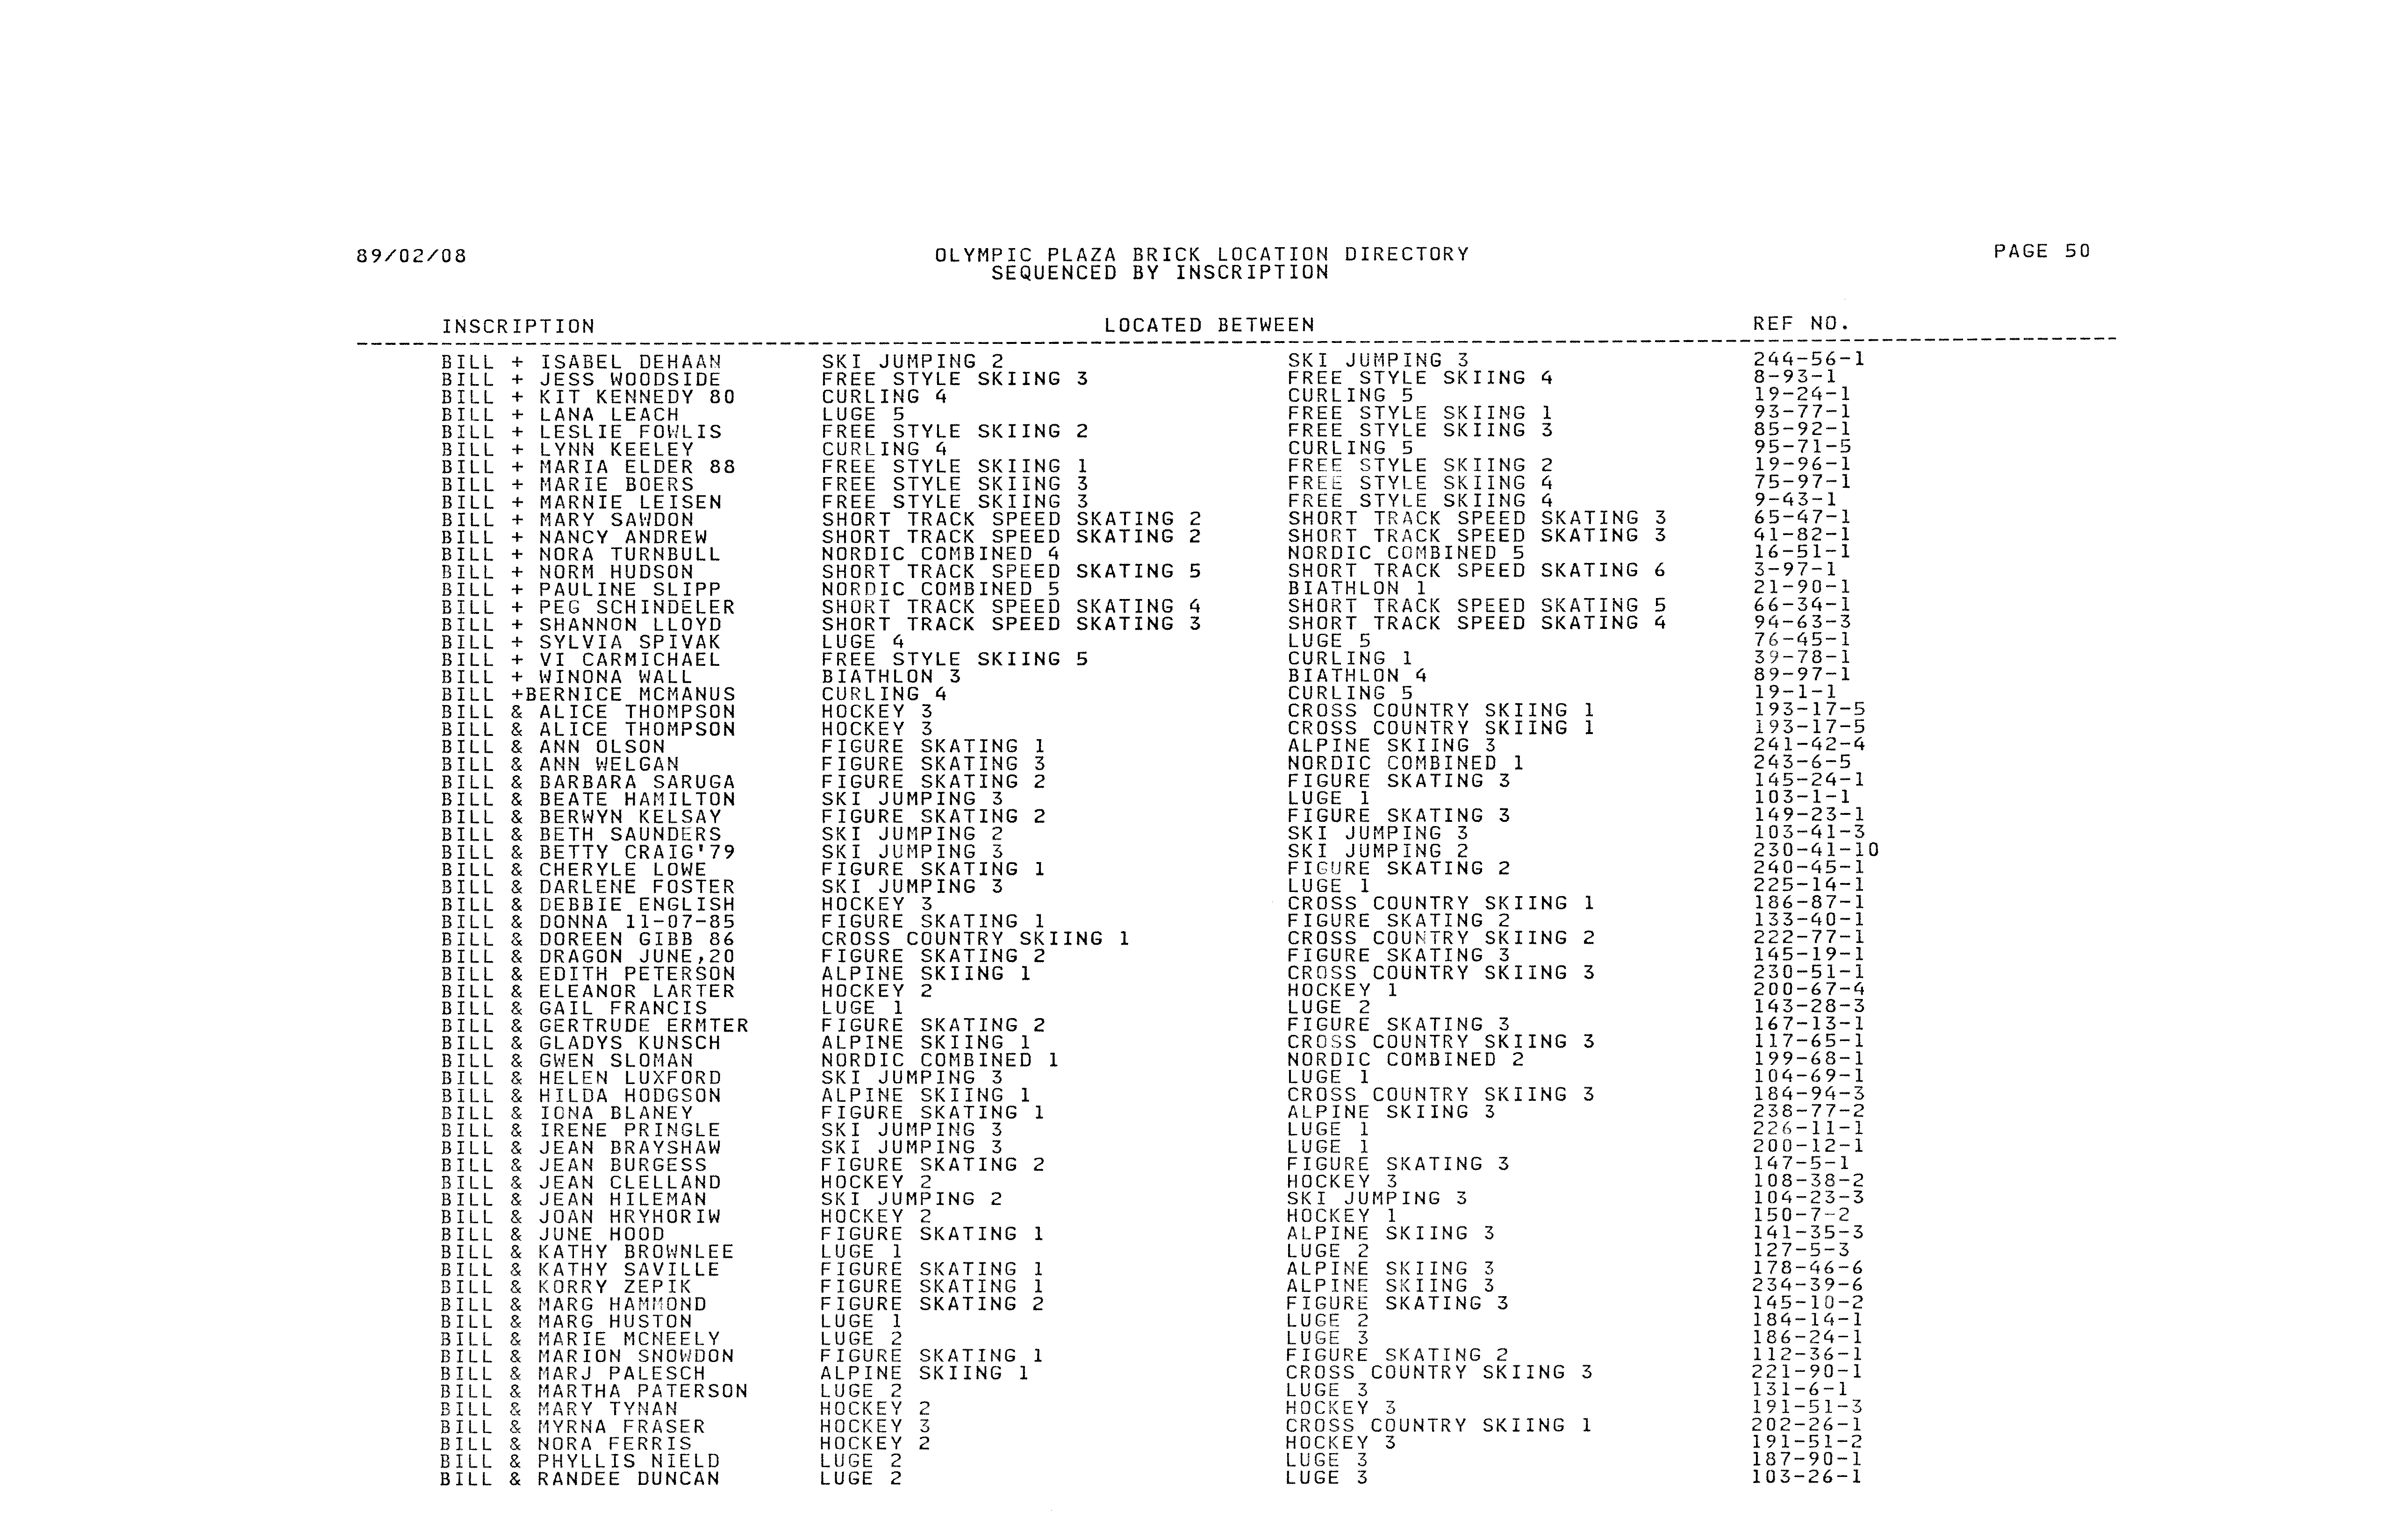 89/02/08 OLYMPIC PLAZA BRICK LOCATION DIRECTORY PAGE 50
SEQUENCED BY INSCRIPTION
INSCRIPTION LOCATED BETWEEN REF NO.
BILL + ISABEL DEHAAN SKI JUMPING 2 SKI JUMPING 3 244-56-1
BILL + JESS WOODSIDE FREE STYLE SKIING 3 FREE STYLE SKIING 4 8-93-1
BILL + KIT KENNEDY 80 CURLING 4 CURLING 5 19-24-1
BILL + LANA LEACH LUGE 5 FREE STYLE SKIING 1 93-77-1
BILL + LESLIE FOWLIS FREE STYLE SKIING 2 FREE STYLE SKIING 3 85-92-1
BILL + LYNN KEELEY CURLING 4 CURLING 5 95-71-5
BILL + MARIA ELDER 88 FREE STYLE SKIING 1 FREE STYLE SKIING 2 19-96-1
BILL + MARIE BOERS FREE STYLE SKIING 3 FREE STYLE SKIING 4 75-97-1
BILL + MARNIE LEISEN FREE STYLE SKIING 3 FREE STYLE SKIING 4 9-43-1
BILL + MARY SAWDON SHORT TRACK SPEED SKATING 2 SHORT TRACK SPEED SKATING 3 65-47-1
BILL + NANCY ANDREW SHORT TRACK SPEED SKATING 2 SHORT TRACK SPEED SKATING 3 41-82-1
BILL + NORA TURNBULL NORDIC COMBINED 4 NORDIC COMBINED 5 16-51-1
BILL + NORM HUDSON SHORT TRACK SPEED SKATING 5 SHORT TRACK SPEED SKATING 6 3-97-1
BILL + PAULINE SLIPP NORDIC COMBINED 5 BIATHLON 1 21-90-1
BILL + PEG SCHINDELER SHORT TRACK SPEED SKATING 4 SHORT TRACK SPEED SKATING 5 66-34-1
BILL + SHANNON LLOYD SHORT TRACK SPEED SKATING 3 SHORT TRACK SPEED SKATING 4 94-63-3
BILL + SYLVIA SPIVAK LUGE 4 LUGE 5 76-45-1
BILL + VI CARMICHAEL FREE STYLE SKIING 5 CURLING 1 39-78-1
BILL + WINONA WALL BIATHLON 3 BIATHLON 4 89-97-1
BILL +BERNICE MCMANUS CURLING 4 CURLING 5 19-1-1
BILL & ALICE THOMPSON HOCKEY 3 CROSS COUNTRY SKIING 1 193-17-5
BILL & ALICE THOMPSON HOCKEY 3 CROSS COUNTRY SKIING 1 193-17-5
BILL & ANN OLSON FIGURE SKATING 1 ALPINE SKIING 3 241-42-4
BILL & ANN WELGAN FIGURE SKATING 3 NORDIC COMBINED 1 243-6-5
BILL & BARBARA SARUGA FIGURE SKATING 2 FIGURE SKATING 3 145-24-1
BILL & BEATE HAMILTON SKI JUMPING 3 LUGE 1 103-1-1
BILL & BERWYN KELSAY FIGURE SKATING 2 FIGURE SKATING 3 149-23-1
BILL & BETH SAUNDERS SKI JUMPING 2 SKI JUMPING 3 103-41-3
BILL & BETTY CRAIG'79 SKI JUMPING 3 SKI JUMPING 2 230-41-10
BILL & CHERYLE LOWE FIGURE SKATING 1 FIGURE SKATING 2 240-45-1
BILL & DARLENE FOSTER SKI JUMPING 3 LUGE 1 225-14-1
BILL & DEBBIE ENGLISH HOCKEY 3 CROSS COUNTRY SKIING 1 186-87-1
BILL & DONNA 11-07-85 FIGURE SKATING 1 FIGURE SKATING 2 133-40-1
BILL & DOREEN GIBB 86 CROSS COUNTRY SKIING 1 CROSS COUNTRY SKIING 2 222-77-1
BILL & DRAGON JUNE,20 FIGURE SKATING 2 FIGURE SKATING 3 145-19-1
BILL & EDITH PETERSON ALPINE SKIING 1 CROSS COUNTRY SKIING 3 230-51-1
BILL & ELEANOR LARTER HOCKEY 2 HOCKEY 1 200-67-4
BILL & GAIL FRANCIS LUGE 1 LUGE 2 143-28-3
BILL & GERTRUDE ERMTER FIGURE SKATING 2 FIGURE SKATING 3 167-13-1
BILL & GLADYS KUNSCH ALPINE SKIING 1 CROSS COUNTRY SKIING 3 117-65-1
BILL & GWEN SLOMAN NORDIC COMBINED 1 NORDIC COMBINED 2 199-68-1
BILL & HELEN LUXFORD SKI JUMPING 3 LUGE 1 104-69-1
BILL & HILDA HODGSON ALPINE SKIING 1 CROSS COUNTRY SKIING 3 184-94-3
BILL & IONA BLANEY FIGURE SKATING 1 ALPINE SKIING 3 238-77-2
BILL & IRENE PRINGLE SKI JUMPING 3 LUGE 1 226-11-1
BILL & JEAN BRAYSHAW SKI JUMPING 3 LUGE 1 200-12-1
BILL & JEAN BURGESS FIGURE SKATING 2 FIGURE SKATING 3 147-5-1
BILL & JEAN CLELLAND HOCKEY 2 HOCKEY 3 108-38-2
BILL & JEAN HILEMAN SKI JUMPING 2 SKI JUMPING 3 104-23-3
BILL & JOAN HRYHORIW HOCKEY 2 HOCKEY 1 150-7-2
BILL & JUNE HOOD FIGURE SKATING 1 ALPINE SKIING 3 141-35-3
BILL & KATHY BROWNLEE LUGE 1 LUGE 2 127-5-3
BILL & KATHY SAVILLE FIGURE SKATING 1 ALPINE SKIING 3 178-46-6
BILL & KORRY ZEPIK FIGURE SKATING 1 ALPINE SKIING 3 234-39-6
BILL & MARG HAMMOND FIGURE SKATING 2 FIGURE SKATING 3 145-10-2
BILL & MARG HUSTON LUGE 1 LUGE 2 184-14-1
BILL & MARIE MCNEELY LUGE 2 LUGE 3 186-24-1
BILL & MARION SNOWDON FIGURE SKATING 1 FIGURE SKATING 2 112-36-1
BILL & MARJ PALESCH ALPINE SKIING 1 CROSS COUNTRY SKIING 3 221-90-1
BILL & MARTHA PATERSON LUGE 2 LUGE 3 131-6-1
BILL & MARY TYNAN HOCKEY 2 HOCKEY 3 191-51-3
BILL & MYRNA FRASER HOCKEY 3 CROSS COUNTRY SKIING 1 202-26-1
BILL & NORA FERRIS HOCKEY 2 HOCKEY 3 191-51-2
BILL & PHYLLIS NIELD LUGE 2 LUGE 3 187-90-1
BILL & RANDEE DUNCAN LUGE 2 LUGE 3 103-26-1